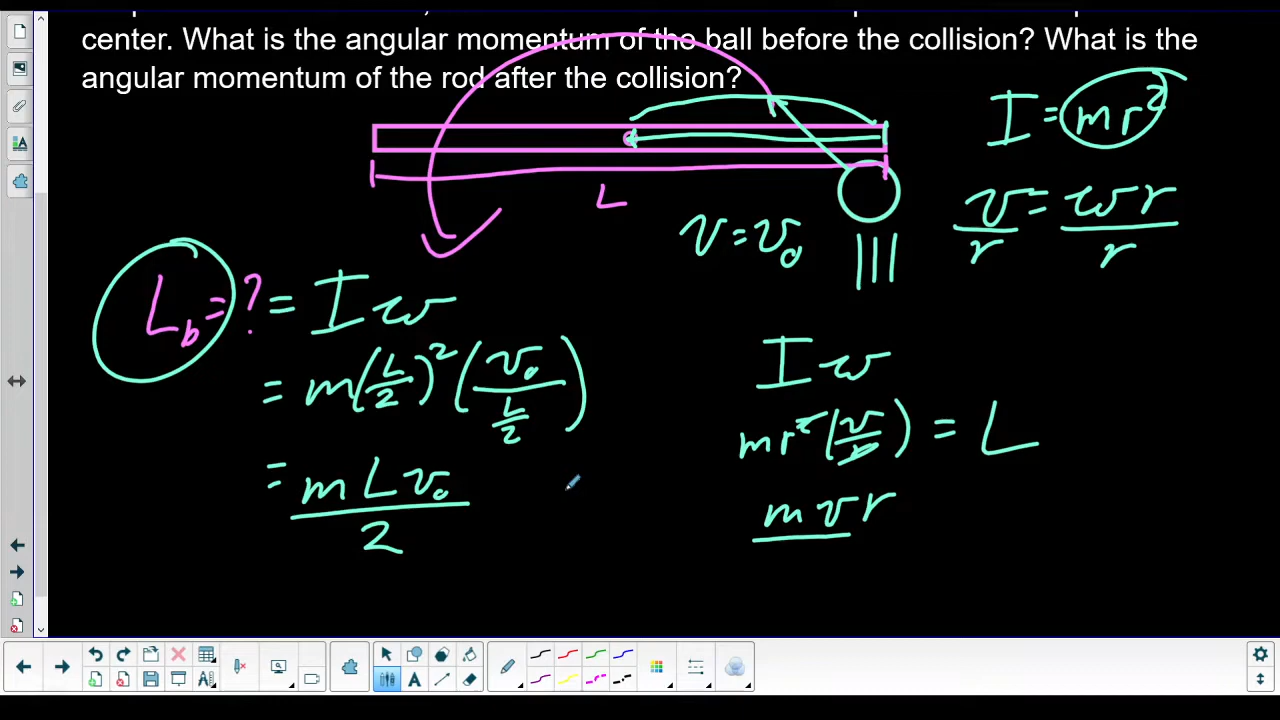 center. What is the angular momentum of the ball before the collision? What is the
angular momentum of the rod after the collision?
I = mr²
L
v = v₀
v/r = ωr/r
L_b = ? = Iω
= m(L/2)²(v₀/(L/2))
= mLv₀/2
Iω
mr²(v/r) = L
mvr